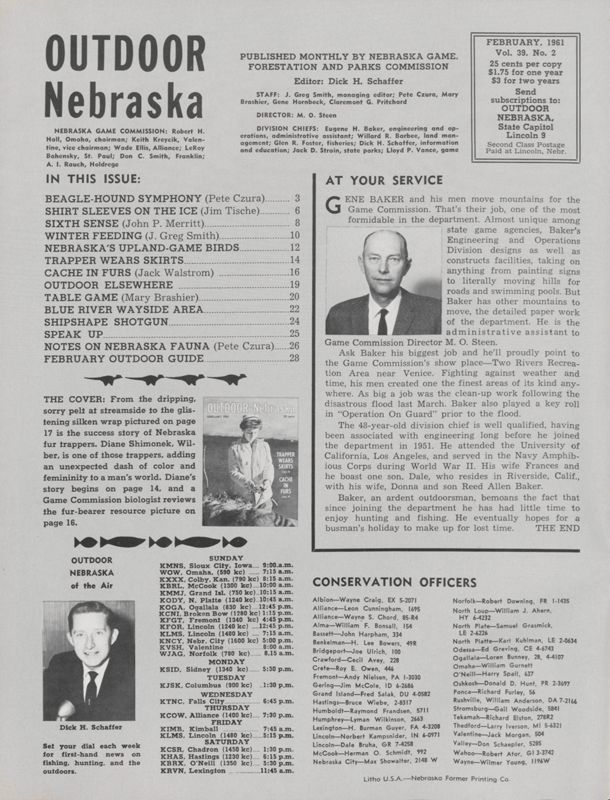 OUTDOOR
Nebraska
PUBLISHED MONTHLY BY NEBRASKA GAME,
FORESTATION AND PARKS COMMISSION
Editor: Dick H. Schaffer
STAFF: J. Greg Smith, managing editor; Pete Czura, Mary
Brashier, Gene Hornbeck, Claremont G. Pritchard
DIRECTOR: M. O. Steen
DIVISION CHIEFS: Eugene H. Baker, engineering and op-
erations, administrative assistant; Willard R. Barbee, land man-
agement; Glen R. Foster, fisheries; Dick H. Schaffer, information
and education; Jack D. Strain, state parks; Lloyd P. Vance, game
FEBRUARY, 1961
Vol. 39, No. 2
25 cents per copy
$1.75 for one year
$3 for two years
Send
subscriptions to:
OUTDOOR
NEBRASKA,
State Capitol
Lincoln 9
Second Class Postage
Paid at Lincoln, Nebr.
NEBRASKA GAME COMMISSION: Robert H.
Hall, Omaha, chairman; Keith Kreycik, Valen-
tine, vice chairman; Wade Ellis, Alliance; LeRoy
Bahensky, St. Paul; Don C. Smith, Franklin;
A. I. Rauch, Holdrege
IN THIS ISSUE:
BEAGLE-HOUND SYMPHONY (Pete Czura).......... 3
SHIRT SLEEVES ON THE ICE (Jim Tische).......... 6
SIXTH SENSE (John P. Merritt).......... 8
WINTER FEEDING (J. Greg Smith).......... 10
NEBRASKA'S UPLAND-GAME BIRDS.......... 12
TRAPPER WEARS SKIRTS.......... 14
CACHE IN FURS (Jack Walstrom) .......... 16
OUTDOOR ELSEWHERE .......... 19
TABLE GAME (Mary Brashier).......... 20
BLUE RIVER WAYSIDE AREA.......... 22
SHIPSHAPE SHOTGUN.......... 24
SPEAK UP.......... 25
NOTES ON NEBRASKA FAUNA (Pete Czura)..... 26
FEBRUARY OUTDOOR GUIDE.......... 28
THE COVER: From the dripping,
sorry pelt at streamside to the glis-
tening silken wrap pictured on page
17 is the success story of Nebraska
fur trappers. Diane Shimonek, Wil-
ber, is one of those trappers, adding
an unexpected dash of color and
femininity to a man's world. Diane's
story begins on page 14, and a
Game Commission biologist reviews
the fur-bearer resource picture on
page 16.
OUTDOOR Nebraska
TRAPPER
WEARS
SKIRTS
CACHE
IN
FURS
AT YOUR SERVICE
GENE BAKER and his men move mountains for the
Game Commission. That's their job, one of the most
formidable in the department. Almost unique among
state game agencies, Baker's
Engineering and Operations
Division designs as well as
constructs facilities, taking on
anything from painting signs
to literally moving hills for
roads and swimming pools. But
Baker has other mountains to
move, the detailed paper work
of the department. He is the
administrative assistant to
Game Commission Director M. O. Steen.
Ask Baker his biggest job and he'll proudly point to
the Game Commission's show place—Two Rivers Recrea-
tion Area near Venice. Fighting against weather and
time, his men created one the finest areas of its kind any-
where. As big a job was the clean-up work following the
disastrous flood last March. Baker also played a key roll
in "Operation On Guard" prior to the flood.
The 48-year-old division chief is well qualified, having
been associated with engineering long before he joined
the department in 1951. He attended the University of
California, Los Angeles, and served in the Navy Amphib-
ious Corps during World War II. His wife Frances and
he boast one son, Dale, who resides in Riverside, Calif.,
with his wife, Donna and son Reed Allen Baker.
Baker, an ardent outdoorsman, bemoans the fact that
since joining the department he has had little time to
enjoy hunting and fishing. He eventually hopes for a
busman's holiday to make up for lost time. THE END
OUTDOOR
NEBRASKA
of the Air
Dick H. Schaffer
Set your dial each week
for first-hand news on
fishing, hunting, and the
outdoors.
SUNDAY
KMNS, Sioux City, Iowa.... 9:00 a.m.
WOW, Omaha, (590 kc) ..... 7:15 a.m.
KXXX, Colby, Kan. (790 kc) 8:15 a.m.
KBRL, McCook (1300 kc) ..10:00 a.m.
KMMJ, Grand Isl. (750 kc)..10:15 a.m.
KODY, N. Platte (1240 kc)..10:45 a.m.
KOGA, Ogallala (830 kc) ..12:45 p.m.
KCNI, Broken Bow (1280 kc) 1:15 p.m.
KFGT, Fremont (1340 kc) 4:45 p.m.
KFOR, Lincoln (1240 kc)...12:45 p.m.
KLMS, Lincoln (1480 kc) .. 7:15 a.m.
KNCY, Nebr. City (1600 kc) 5:00 p.m.
KVSH, Valentine ......... 8:00 a.m.
WJAG, Norfolk (780 kc) ... 8.15 a.m.
MONDAY
KSID, Sidney (1340 kc)..... 5:30 p.m.
TUESDAY
KJSK, Columbus (900 kc) ..1:30 p.m.
WEDNESDAY
KTNC, Falls City ......... 6:45 p.m.
THURSDAY
KCOW, Alliance (1400 kc).. 7:30 p.m.
FRIDAY
KIMB, Kimball ........... 7:45 a.m.
KLMS, Lincoln (1480 kc) .. 5:15 p.m.
SATURDAY
KCSR, Chadron (1450 kc) .. 1:30 p.m.
KHAS, Hastings (1230 kc) .. 6:15 p.m.
KBRX, O'Neill (1350 kc) .. 5:30 p.m.
KRVN, Lexington ..........11:45 a.m.
CONSERVATION OFFICERS
Albion—Wayne Craig, EX 5-2071
Alliance—Leon Cunningham, 1695
Alliance—Wayne S. Chord, 85-R4
Alma—William F. Bonsall, 154
Bassett—John Harpham, 334
Benkelman—H. Lee Bowers, 49R
Bridgeport—Joe Ulrich, 100
Crawford—Cecil Avey, 228
Crete—Roy E. Owen, 446
Fremont—Andy Nielsen, PA 1-3030
Gering—Jim McCole, ID 6-2686
Grand Island—Fred Salak, DU 4-0582
Hastings—Bruce Wiebe, 2-8317
Humboldt—Raymond Frandsen, 5711
Humphrey—Lyman Wilkinson, 2663
Lexington—H. Burman Guyer, FA 4-3208
Lincoln—Norbert Kampsnider, IN 6-0971
Lincoln—Dale Bruha, GR 7-4258
McCook—Herman O. Schmidt, 992
Nebraska City—Max Showalter, 2148 W
Norfolk—Robert Downing, FR 1-1435
North Loup—William J. Ahern,
HY 6-4232
North Platte—Samuel Grasmick,
LE 2-6226
North Platte—Karl Kuhlman, LE 2-0634
Odessa—Ed Greving, CE 4-6743
Ogallala—Loron Bunney, 28, 4-4107
Omaha—William Gurnett
O'Neill—Harry Spall, 637
Oshkosh—Donald D. Hunt, PR 2-3697
Ponca—Richard Furley, 56
Rushville, William Anderson, DA 7-2166
Stromsburg—Gail Woodside, 5841
Tekamah—Richard Elston, 278R2
Thedford—Larry Iverson, MI 5-6321
Valentine—Jack Morgan, 504
Valley—Don Schaepler, 5285
Wahoo—Robert Ator, GI 3-3742
Wayne—Wilmer Young, 1196W
Litho U.S.A.—Nebraska Farmer Printing Co.